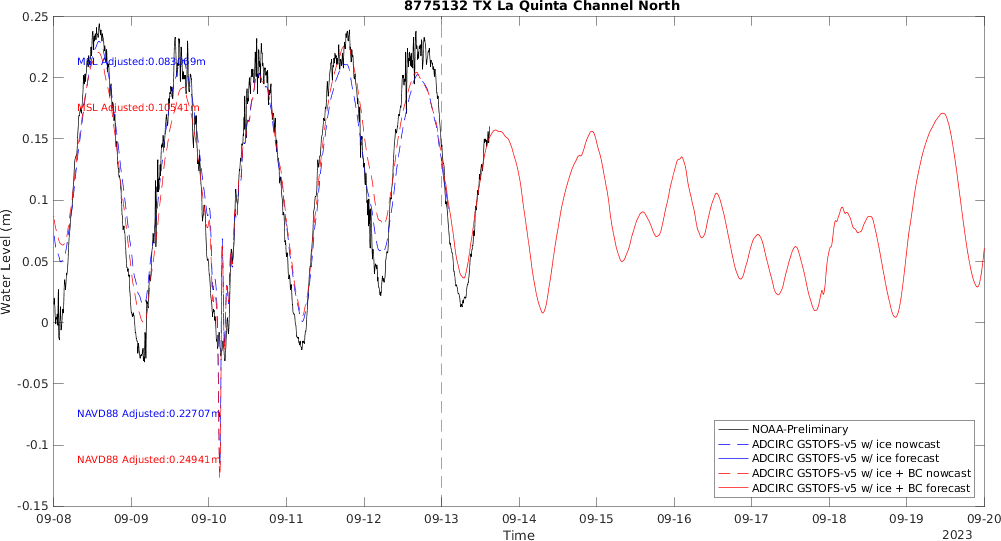 8775132 TX La Quinta Channel North
0.25
0.2
0.15
0.1
0.05
0
-0.05
-0.1
-0.15
Water Level (m)
MSL Adjusted:0.10541m
NAVD88 Adjusted:0.22707m
NAVD88 Adjusted:0.24941m
NOAA-Preliminary
ADCIRC GSTOFS-v5 w/ ice nowcast
ADCIRC GSTOFS-v5 w/ ice forecast
ADCIRC GSTOFS-v5 w/ ice + BC nowcast
ADCIRC GSTOFS-v5 w/ ice + BC forecast
09-08 09-09 09-10 09-11 09-12 09-13 09-14 09-15 09-16 09-17 09-18 09-19 09-20
Time
2023